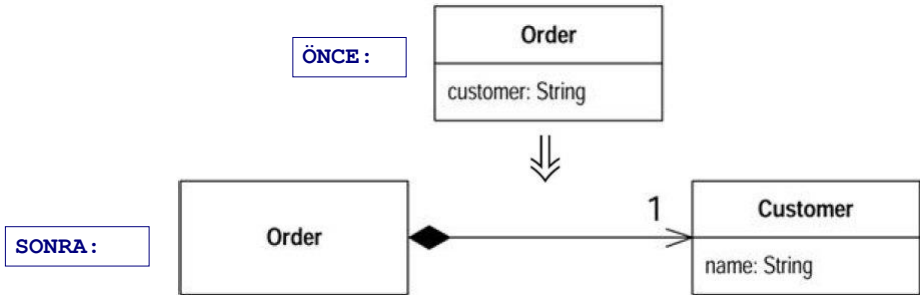 Order
ÖNCE:
customer: String
1
Customer
Order
SONRA:
name: String